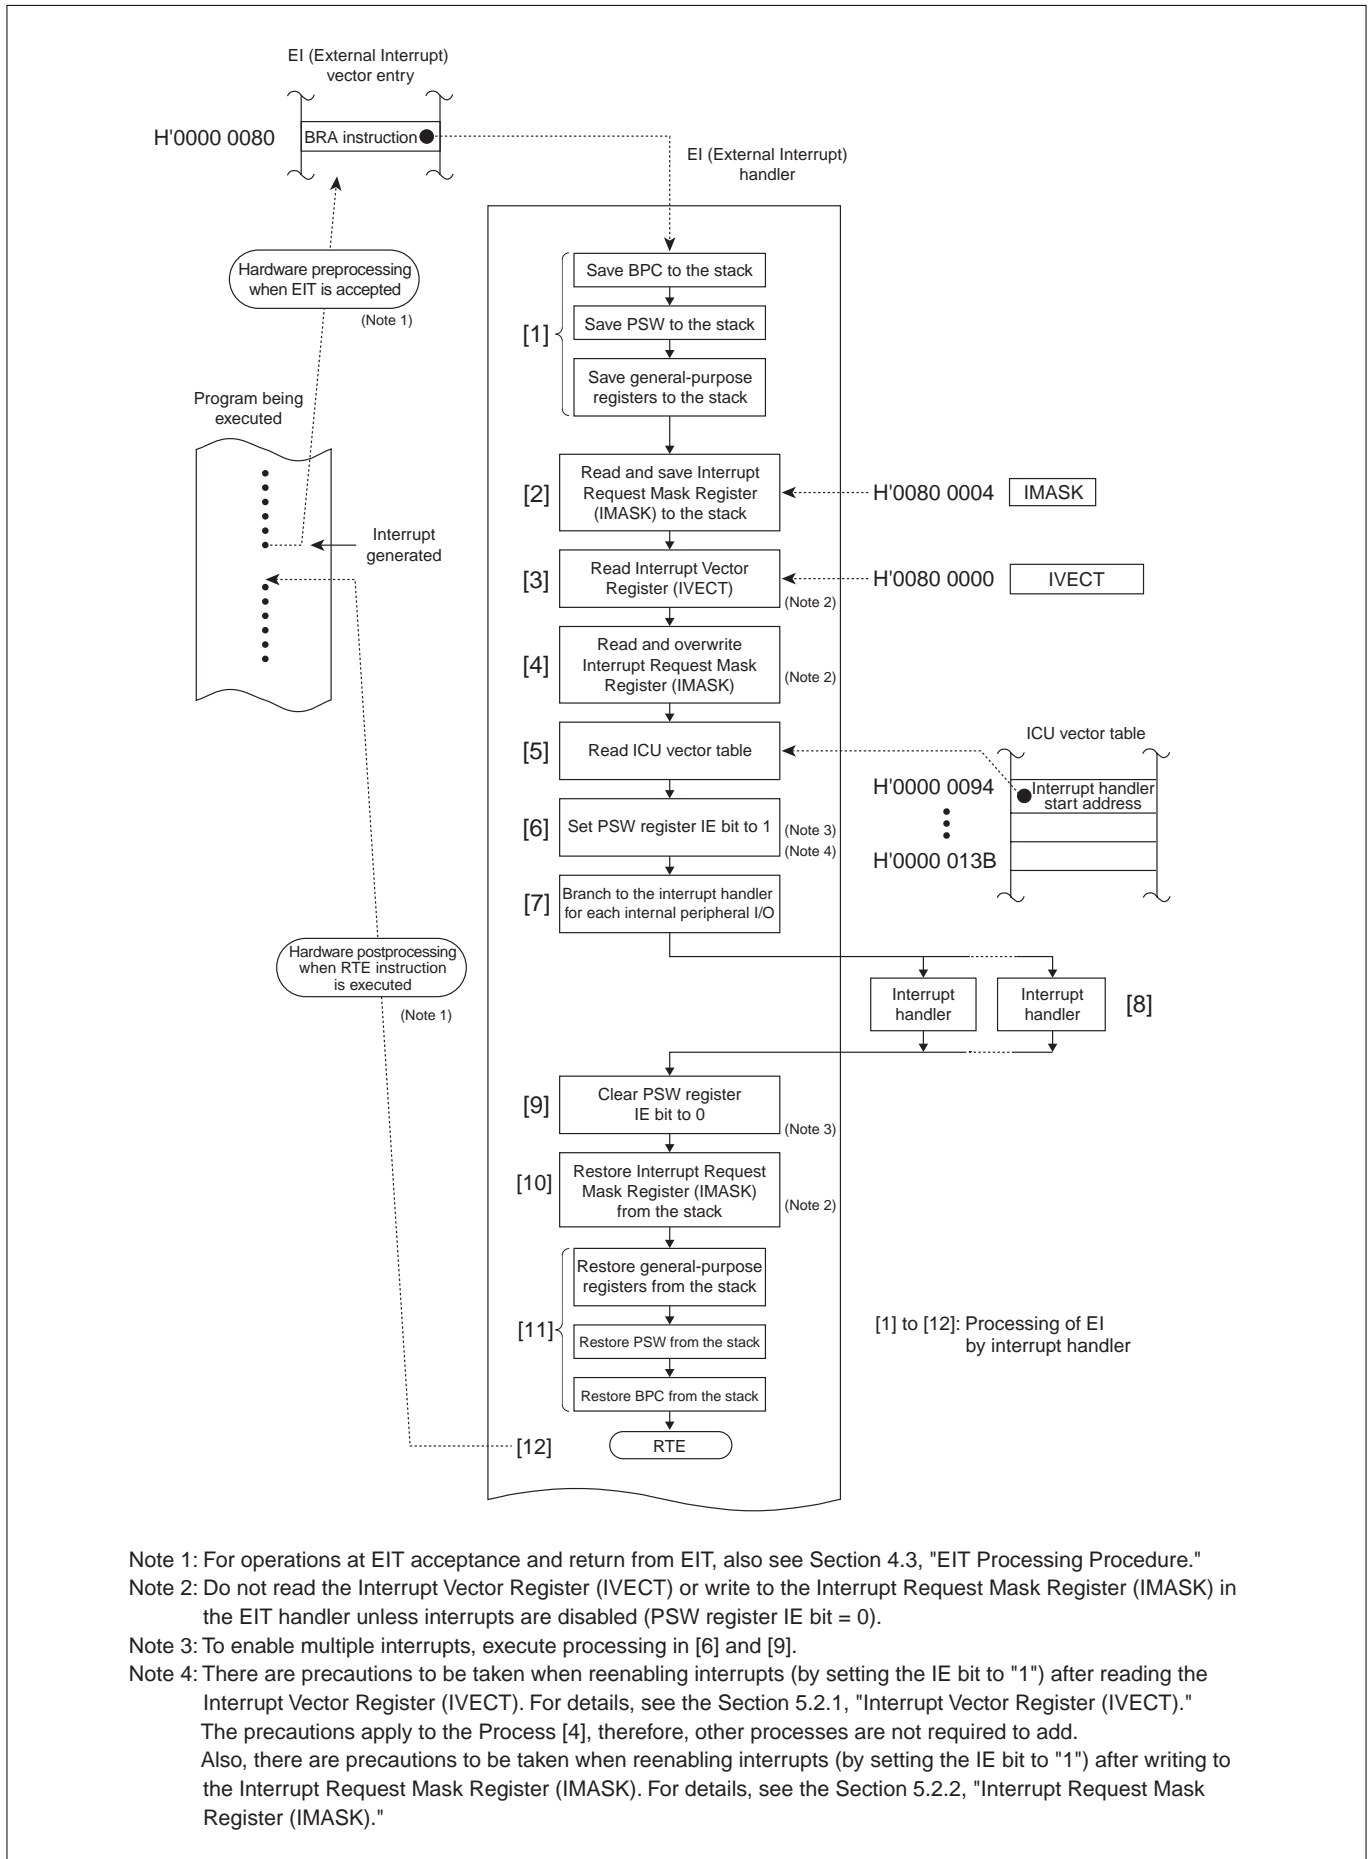 EI (External Interrupt)
vector entry
H'0000 0080
BRA instruction
EI (External Interrupt)
handler
Hardware preprocessing
when EIT is accepted
(Note 1)
Program being
executed
Interrupt
generated
[1]
Save BPC to the stack
Save PSW to the stack
Save general-purpose
registers to the stack
[2]
Read and save Interrupt
Request Mask Register
(IMASK) to the stack
H'0080 0004
IMASK
[3]
Read Interrupt Vector
Register (IVECT)
(Note 2)
H'0080 0000
IVECT
[4]
Read and overwrite
Interrupt Request Mask
Register (IMASK)
(Note 2)
[5]
Read ICU vector table
ICU vector table
H'0000 0094
Interrupt handler
start address
H'0000 013B
[6]
Set PSW register IE bit to 1
(Note 3)
(Note 4)
[7]
Branch to the interrupt handler
for each internal peripheral I/O
Hardware postprocessing
when RTE instruction
is executed
(Note 1)
Interrupt
handler
Interrupt
handler
[8]
[9]
Clear PSW register
IE bit to 0
(Note 3)
[10]
Restore Interrupt Request
Mask Register (IMASK)
from the stack
(Note 2)
[11]
Restore general-purpose
registers from the stack
Restore PSW from the stack
Restore BPC from the stack
[1] to [12]: Processing of EI
by interrupt handler
[12]
RTE
Note 1: For operations at EIT acceptance and return from EIT, also see Section 4.3, "EIT Processing Procedure."
Note 2: Do not read the Interrupt Vector Register (IVECT) or write to the Interrupt Request Mask Register (IMASK) in
the EIT handler unless interrupts are disabled (PSW register IE bit = 0).
Note 3: To enable multiple interrupts, execute processing in [6] and [9].
Note 4: There are precautions to be taken when reenabling interrupts (by setting the IE bit to "1") after reading the
Interrupt Vector Register (IVECT). For details, see the Section 5.2.1, "Interrupt Vector Register (IVECT)."
The precautions apply to the Process [4], therefore, other processes are not required to add.
Also, there are precautions to be taken when reenabling interrupts (by setting the IE bit to "1") after writing to
the Interrupt Request Mask Register (IMASK). For details, see the Section 5.2.2, "Interrupt Request Mask
Register (IMASK)."